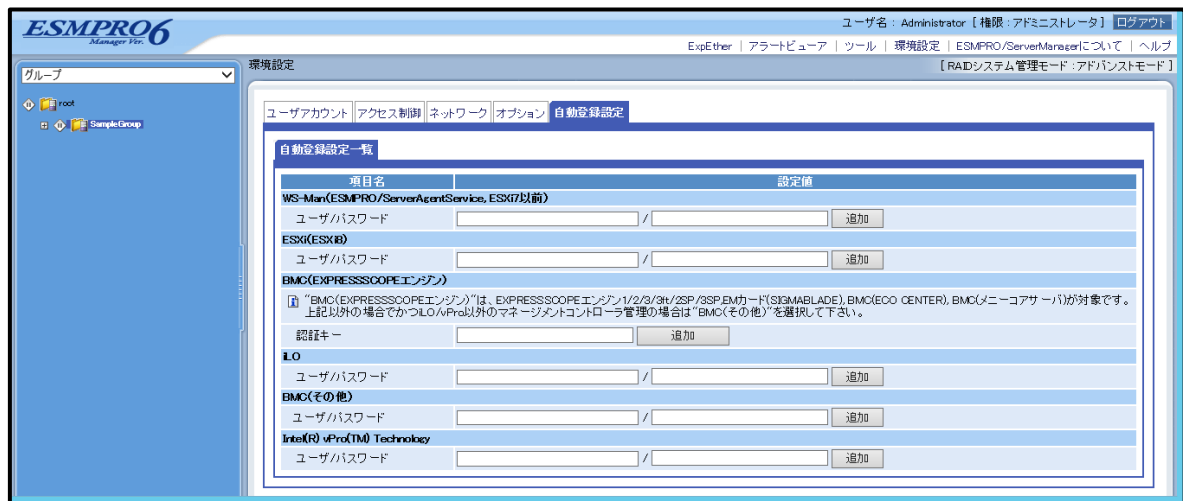 ESMPRO6
Manager Ver.
ユーザ名 : Administrator [ 権限 : アドミニストレータ ] ログアウト
ExpEther | アラートビューア | ツール | 環境設定 | ESMPRO/ServerManagerについて | ヘルプ
グループ
環境設定
[ RAIDシステム管理モード : アドバンストモード ]
root
SampleGroup
ユーザアカウント アクセス制御 ネットワーク オプション 自動登録設定
自動登録設定一覧
項目名 設定値
WS-Man(ESMPRO/ServerAgentService, ESXi7以前)
ユーザ/パスワード / 追加
ESXi(ESXi8)
ユーザ/パスワード / 追加
BMC(EXPRESSSCOPEエンジン)
"BMC(EXPRESSSCOPEエンジン)"は、EXPRESSSCOPEエンジン1/2/3/3ft/2SP/3SP,EMカード(SIGMABLADE), BMC(ECO CENTER), BMC(メニーコアサーバ)が対象です。
上記以外の場合でかつiLO/vPro以外のマネージメントコントローラ管理の場合は"BMC(その他)"を選択して下さい。
認証キー 追加
iLO
ユーザ/パスワード / 追加
BMC(その他)
ユーザ/パスワード / 追加
Intel(R) vPro(TM) Technology
ユーザ/パスワード / 追加